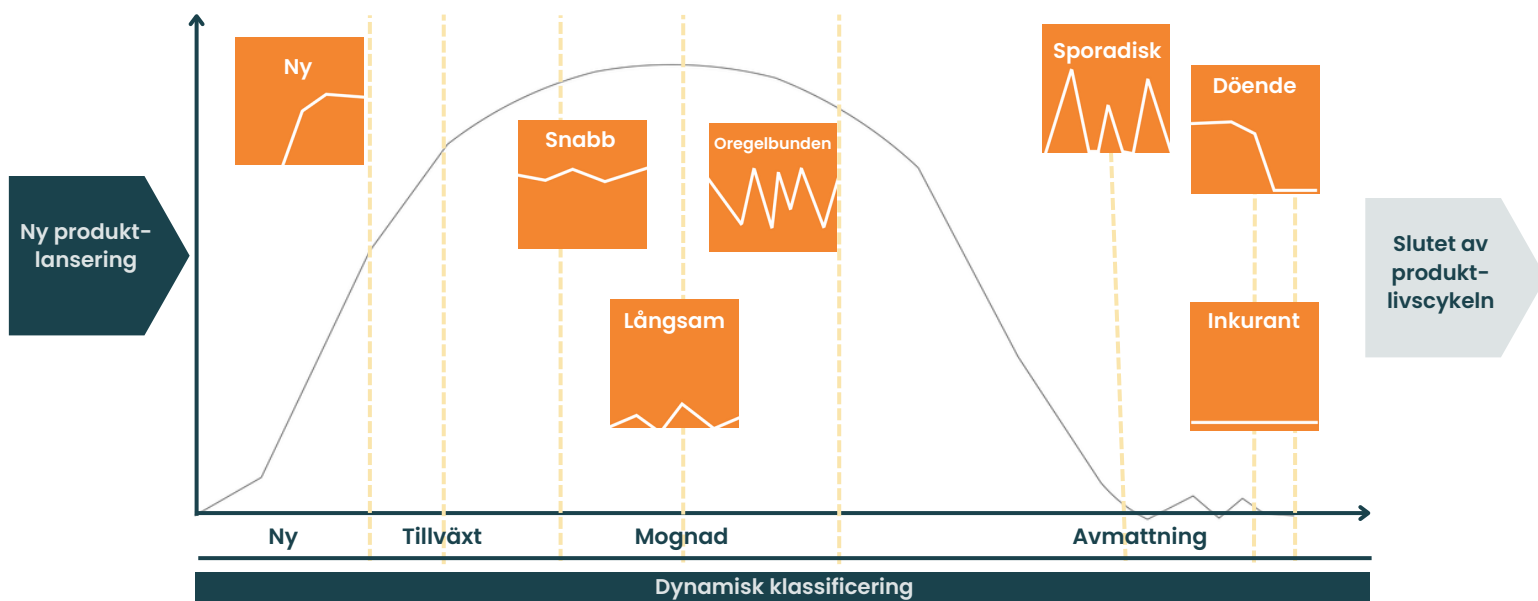 Ny produkt-
lansering
Ny
Snabb
Oregelbunden
Långsam
Sporadisk
Döende
Inkurant
Slutet av
produkt-
livscykeln
Ny
Tillväxt
Mognad
Avmattning
Dynamisk klassificering